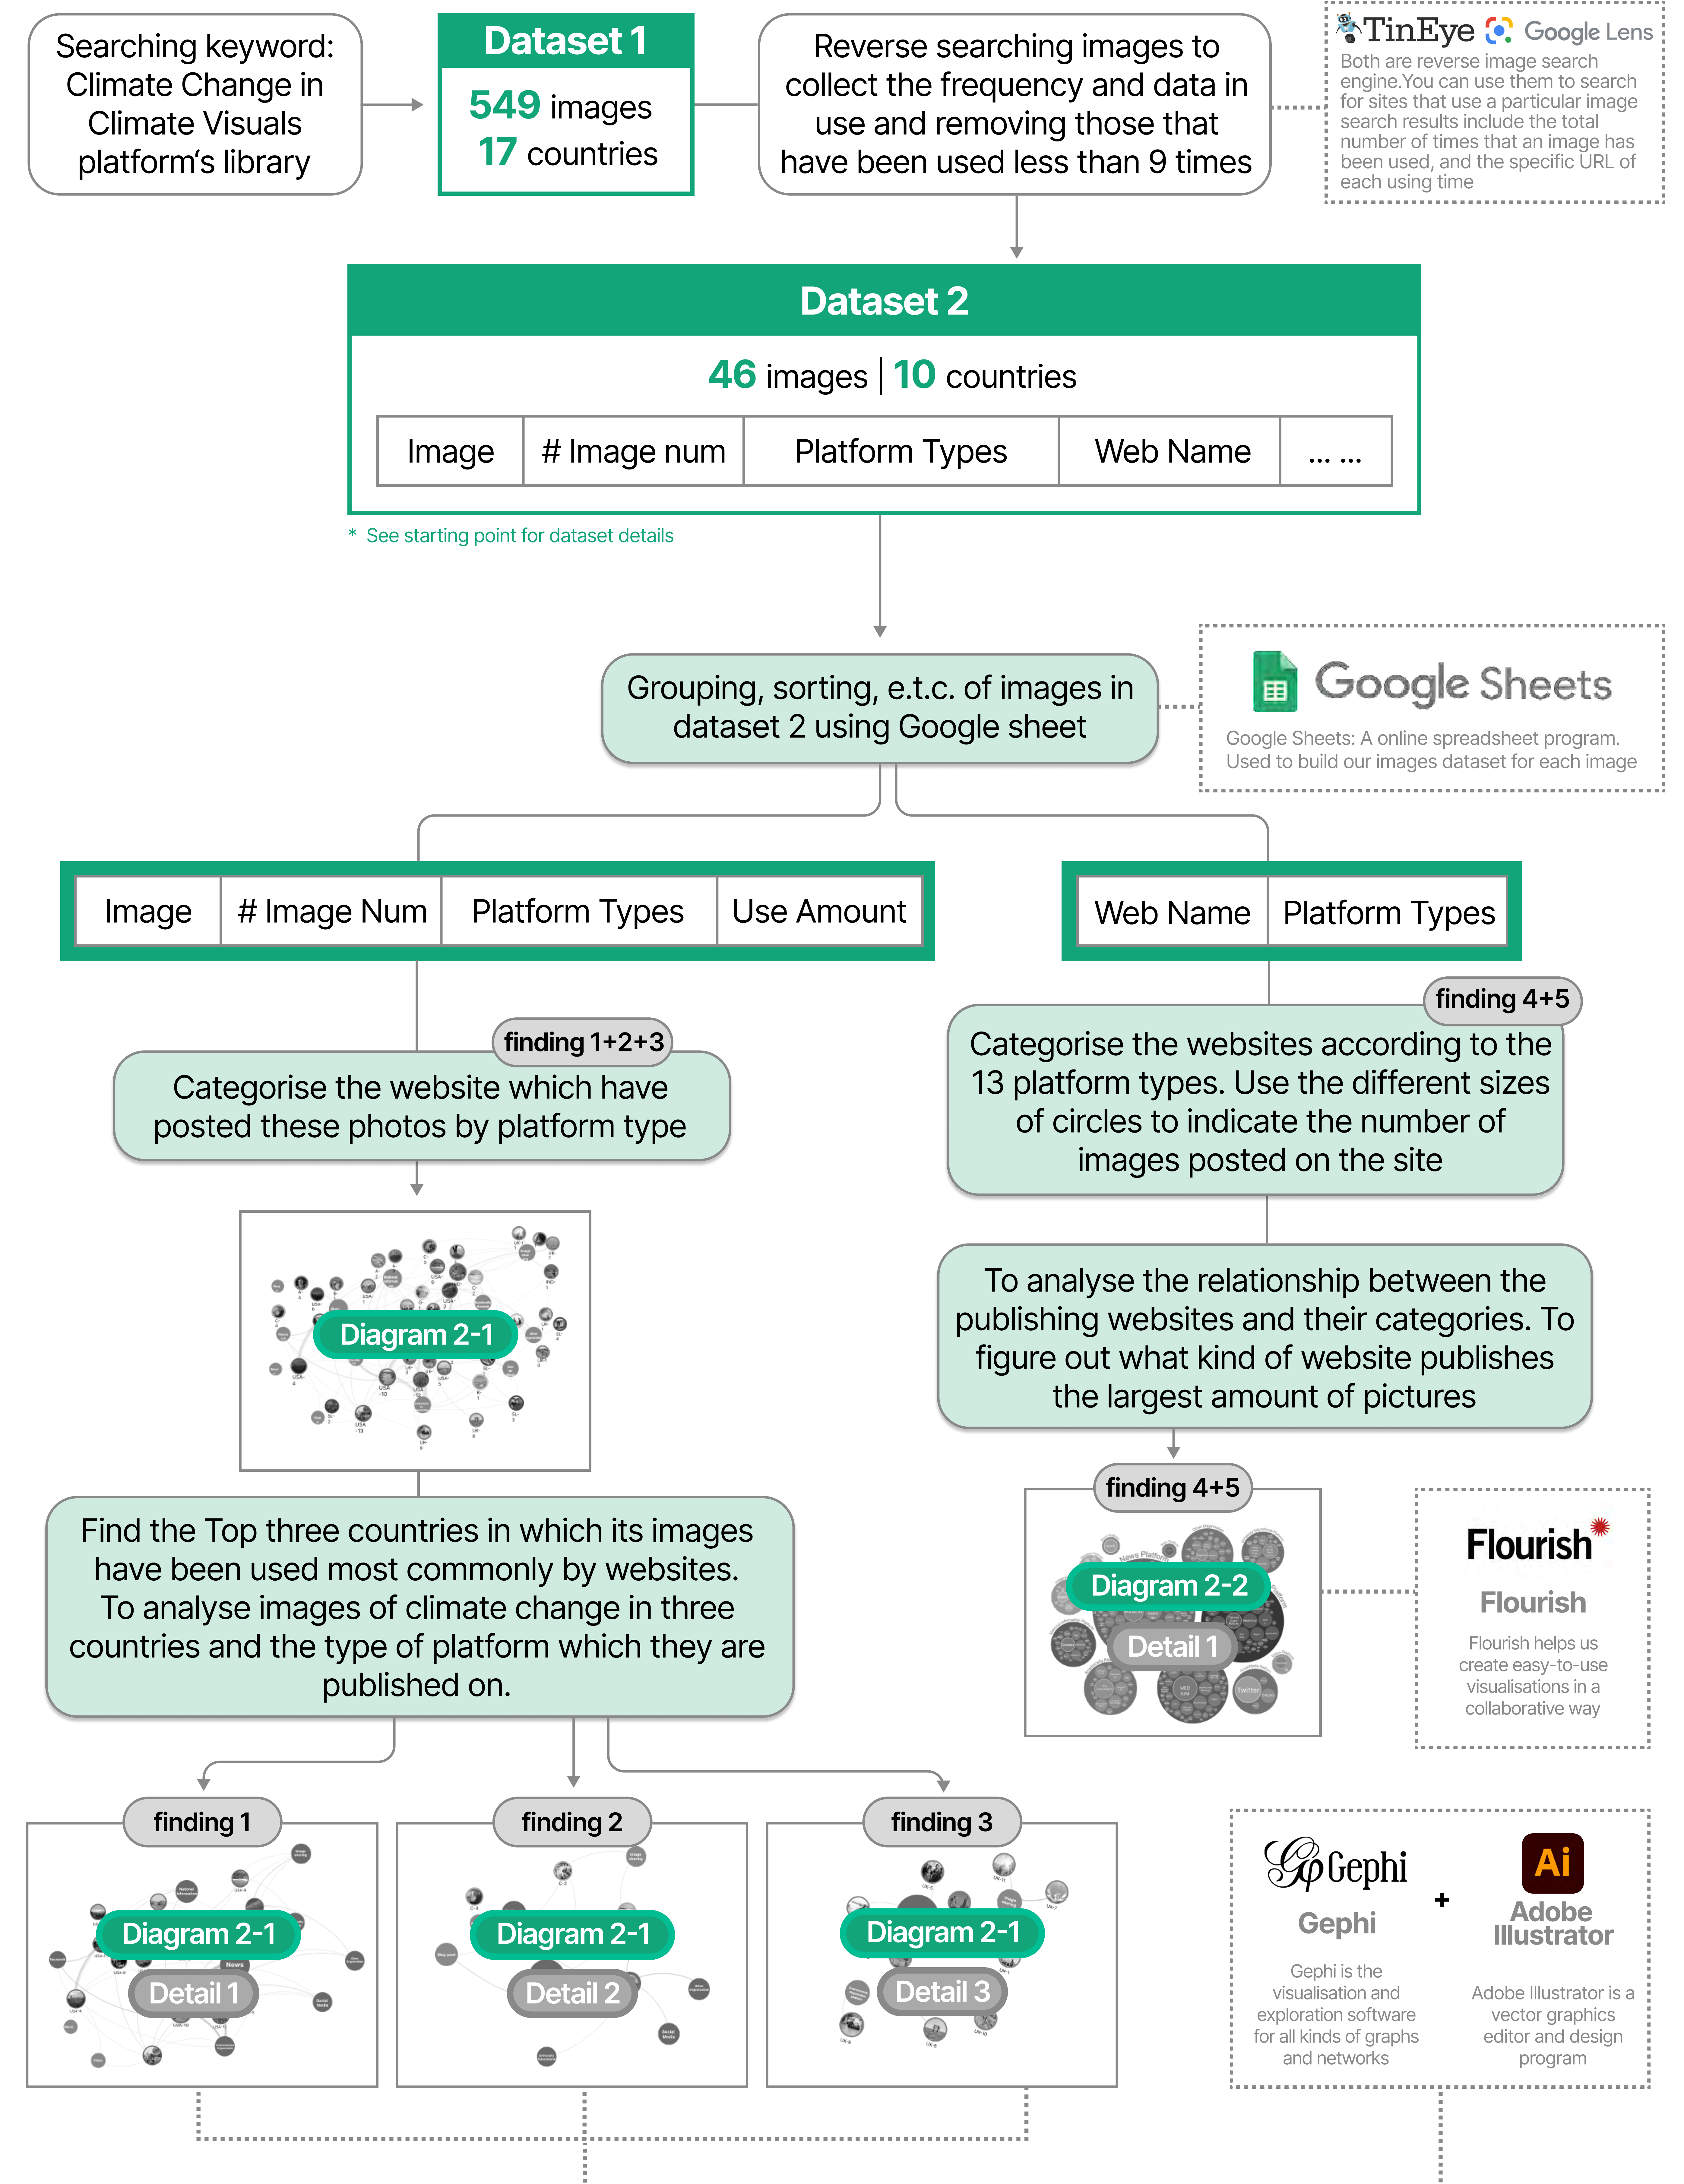 Searching keyword:
Climate Change in
Climate Visuals
platform‘s library
Dataset 1
549 images
17 countries
Reverse searching images to
collect the frequency and data in
use and removing those that
have been used less than 9 times
TinEye Google Lens
Both are reverse image search
engine.You can use them to search
for sites that use a particular image
search results include the total
number of times that an image has
been used, and the specific URL of
each using time
Dataset 2
46 images | 10 countries
Image # Image num Platform Types Web Name ... ...
* See starting point for dataset details
Grouping, sorting, e.t.c. of images in
dataset 2 using Google sheet
Google Sheets
Google Sheets: A online spreadsheet program.
Used to build our images dataset for each image
Image # Image Num Platform Types Use Amount
Web Name Platform Types
finding 1+2+3
Categorise the website which have
posted these photos by platform type
finding 4+5
Categorise the websites according to the
13 platform types. Use the different sizes
of circles to indicate the number of
images posted on the site
Diagram 2-1
To analyse the relationship between the
publishing websites and their categories. To
figure out what kind of website publishes
the largest amount of pictures
Find the Top three countries in which its images
have been used most commonly by websites.
To analyse images of climate change in three
countries and the type of platform which they are
published on.
finding 4+5
News Platform
Diagram 2-2
Detail 1
Twitter
Flourish
Flourish
Flourish helps us
create easy-to-use
visualisations in a
collaborative way
finding 1
Diagram 2-1
News
Detail 1
Social
Media
finding 2
Diagram 2-1
Detail 2
Social
Media
finding 3
Diagram 2-1
Detail 3
Gephi
Gephi
Gephi is the
visualisation and
exploration software
for all kinds of graphs
and networks
+
Ai
Adobe
Illustrator
Adobe Illustrator is a
vector graphics
editor and design
program